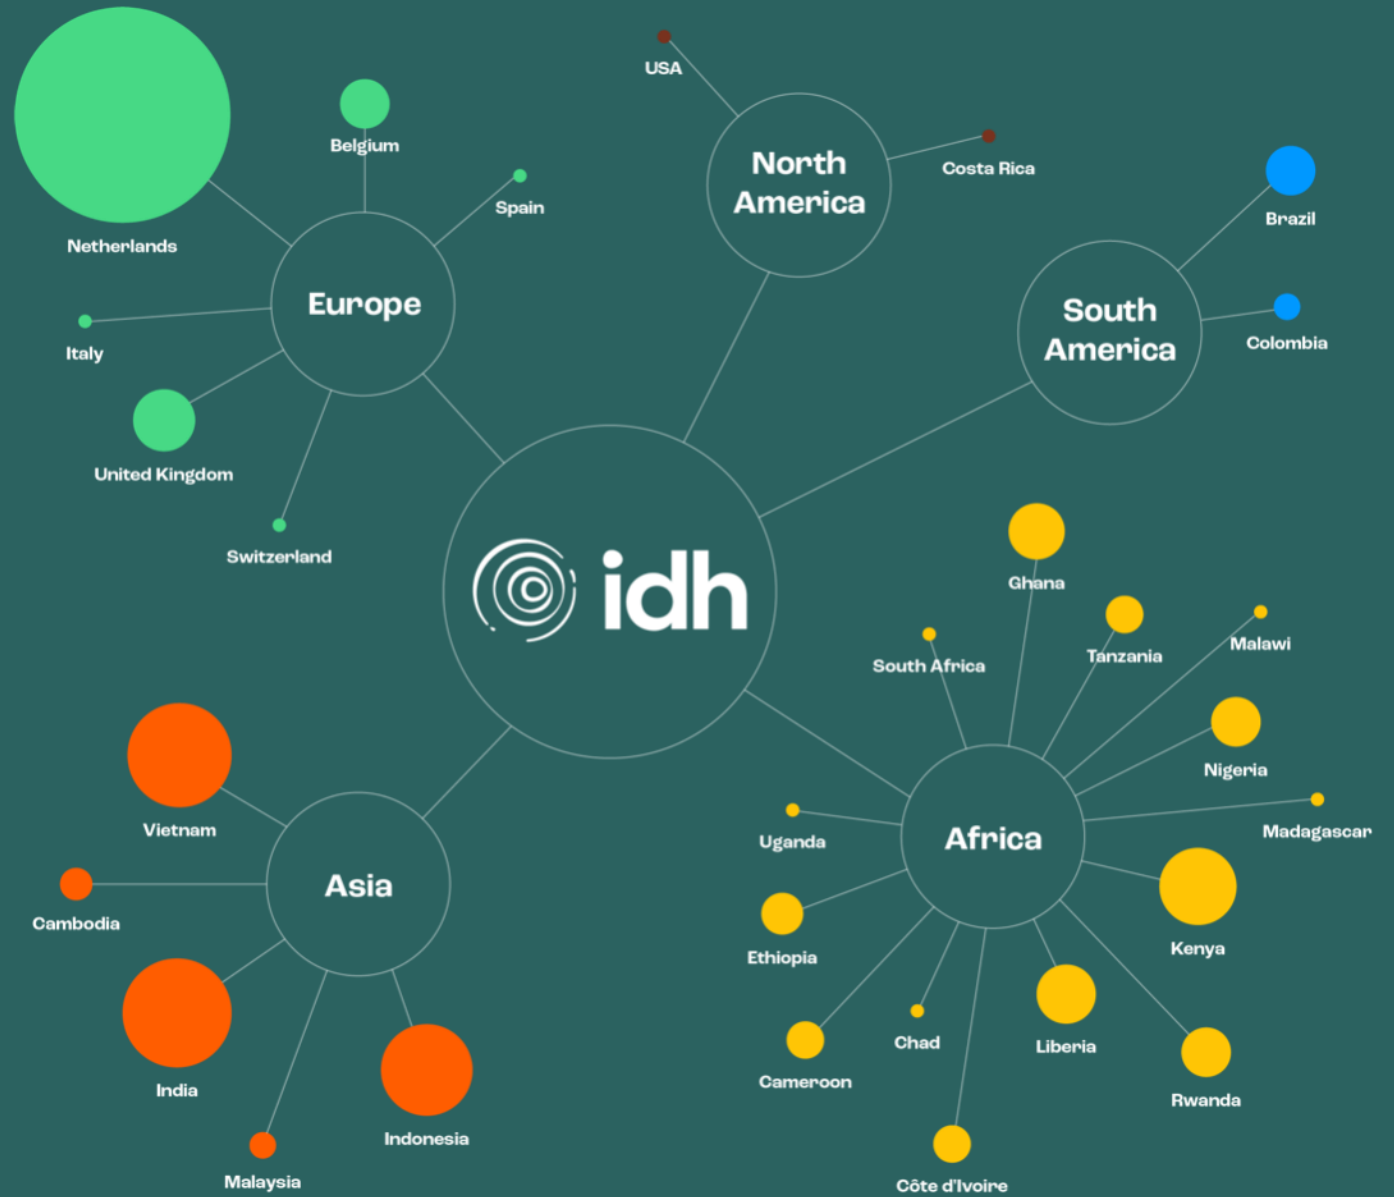 USA
North
America
Costa Rica
Belgium
Spain
Netherlands
Europe
Italy
United Kingdom
Switzerland
Brazil
South
America
Colombia
idh
Ghana
South Africa
Tanzania
Malawi
Nigeria
Uganda
Africa
Madagascar
Ethiopia
Kenya
Cameroon
Chad
Liberia
Rwanda
Côte d'Ivoire
Vietnam
Asia
Cambodia
India
Indonesia
Malaysia